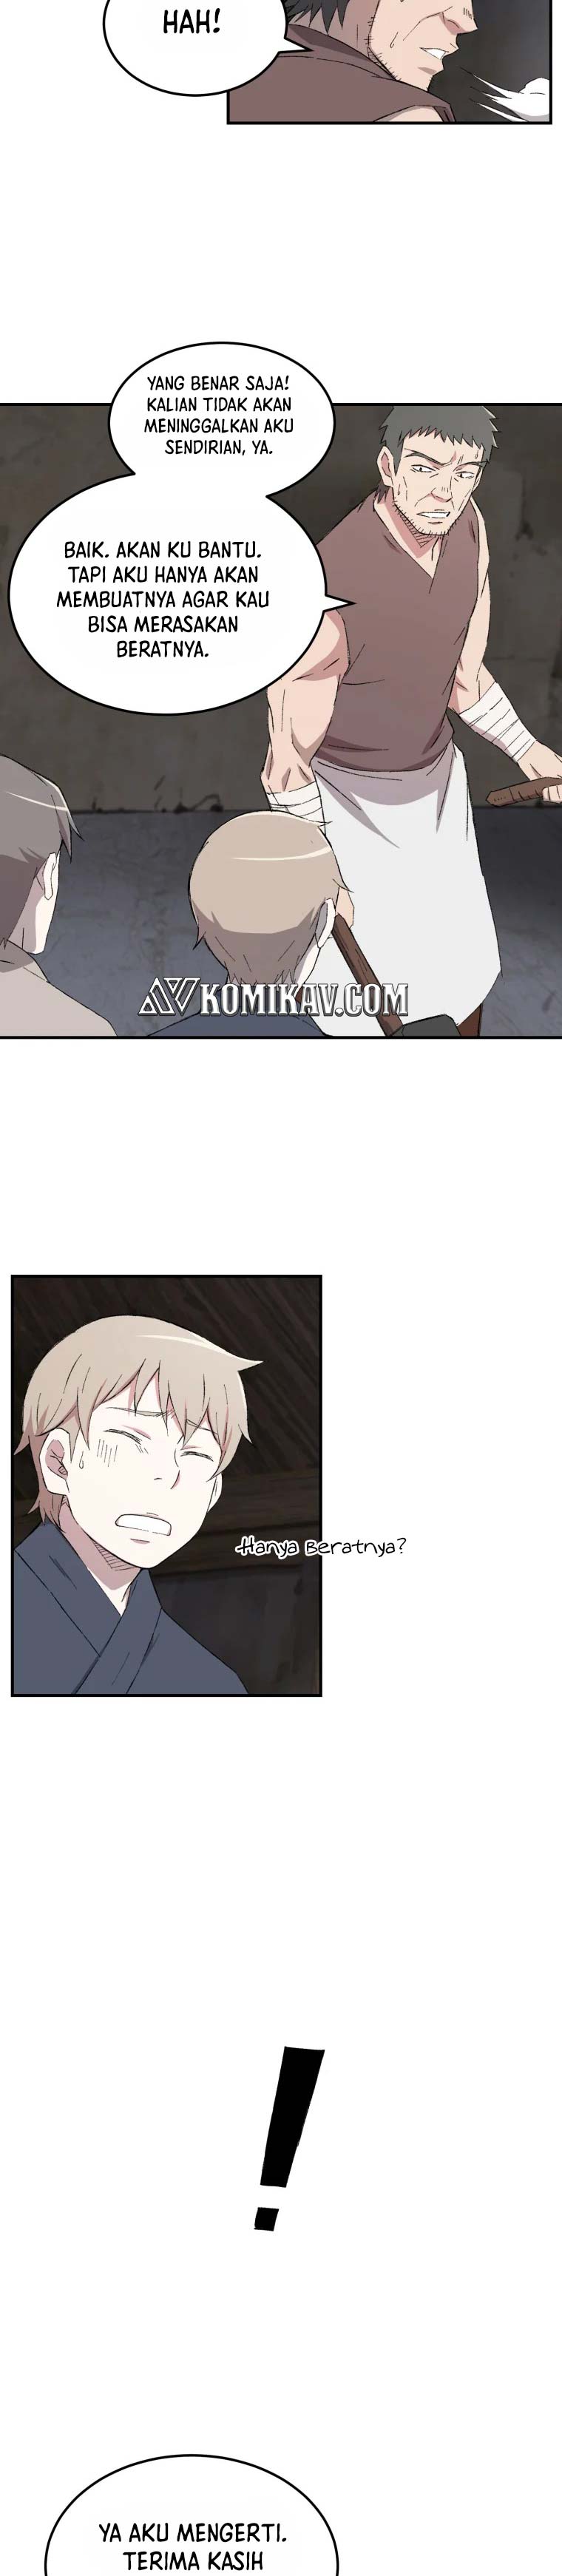 HAH!
YANG BENAR SAJA!
KALIAN TIDAK AKAN
MENINGGALKAN AKU
SENDIRIAN, YA.
BAIK. AKAN KU BANTU.
TAPI AKU HANYA AKAN
MEMBUATNYA AGAR KAU
BISA MERASAKAN
BERATNYA.
KOMIKAV.COM
Hanya Beratnya?
!
YA AKU MENGERTI.
TERIMA KASIH